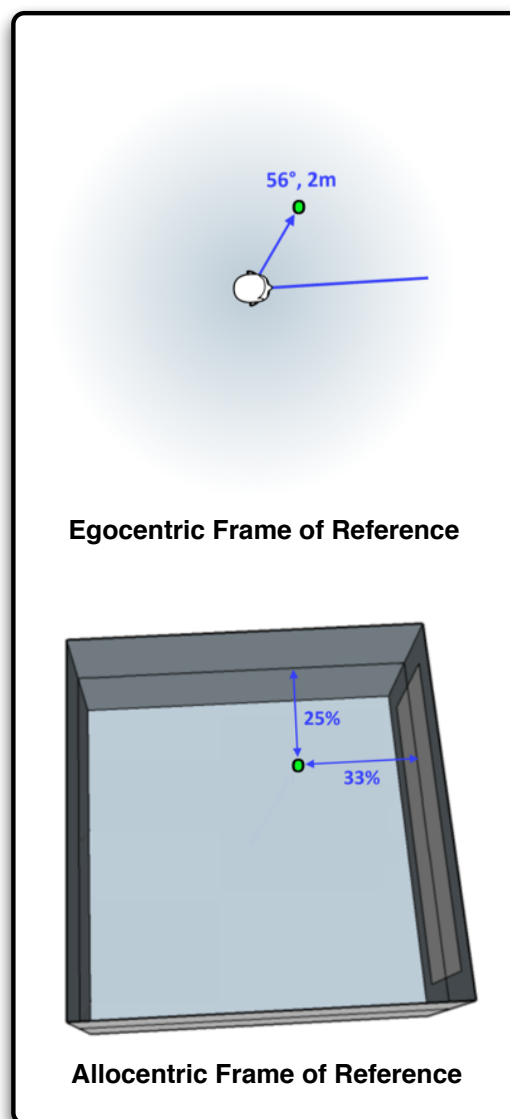 56°, 2m
Egocentric Frame of Reference
25%
33%
Allocentric Frame of Reference